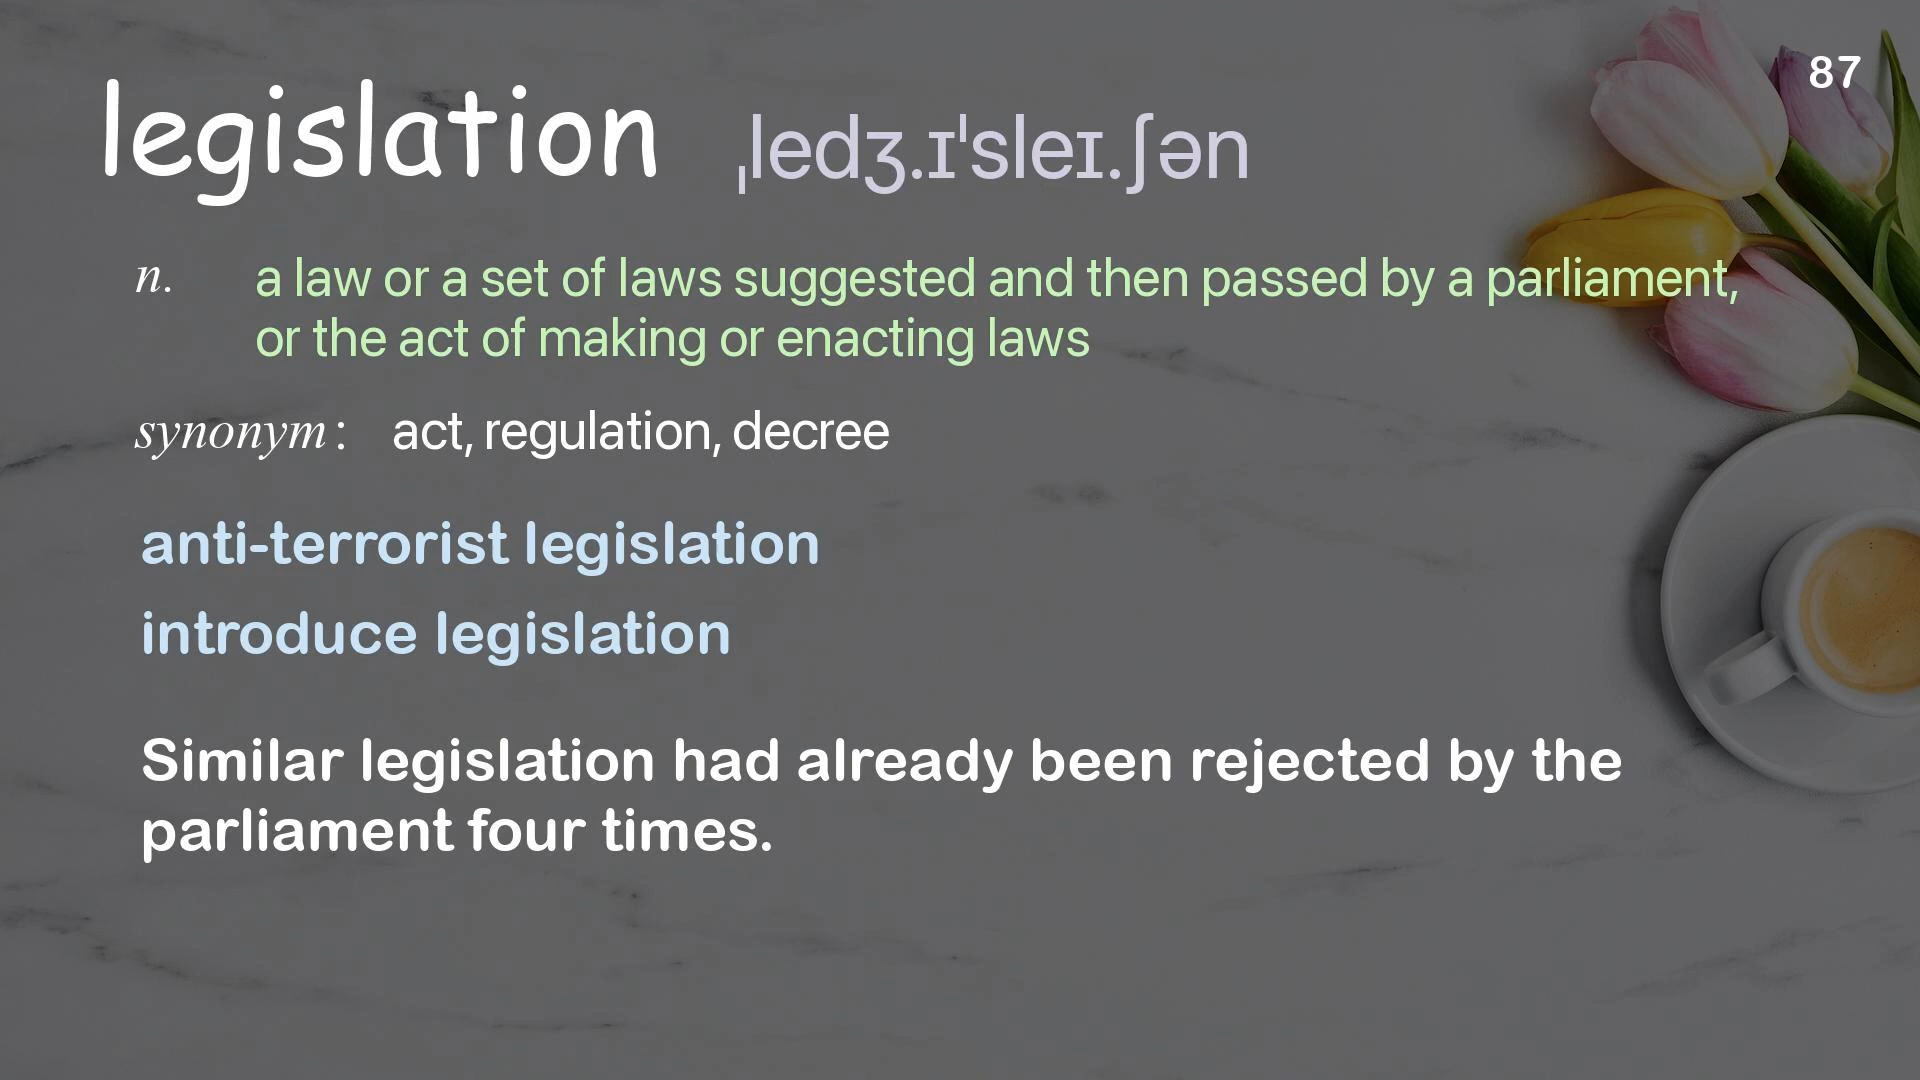 87
legislation ˌledʒ.ɪˈsleɪ.ʃən
n. a law or a set of laws suggested and then passed by a parliament,
or the act of making or enacting laws
synonym: act, regulation, decree
anti-terrorist legislation
introduce legislation
Similar legislation had already been rejected by the
parliament four times.